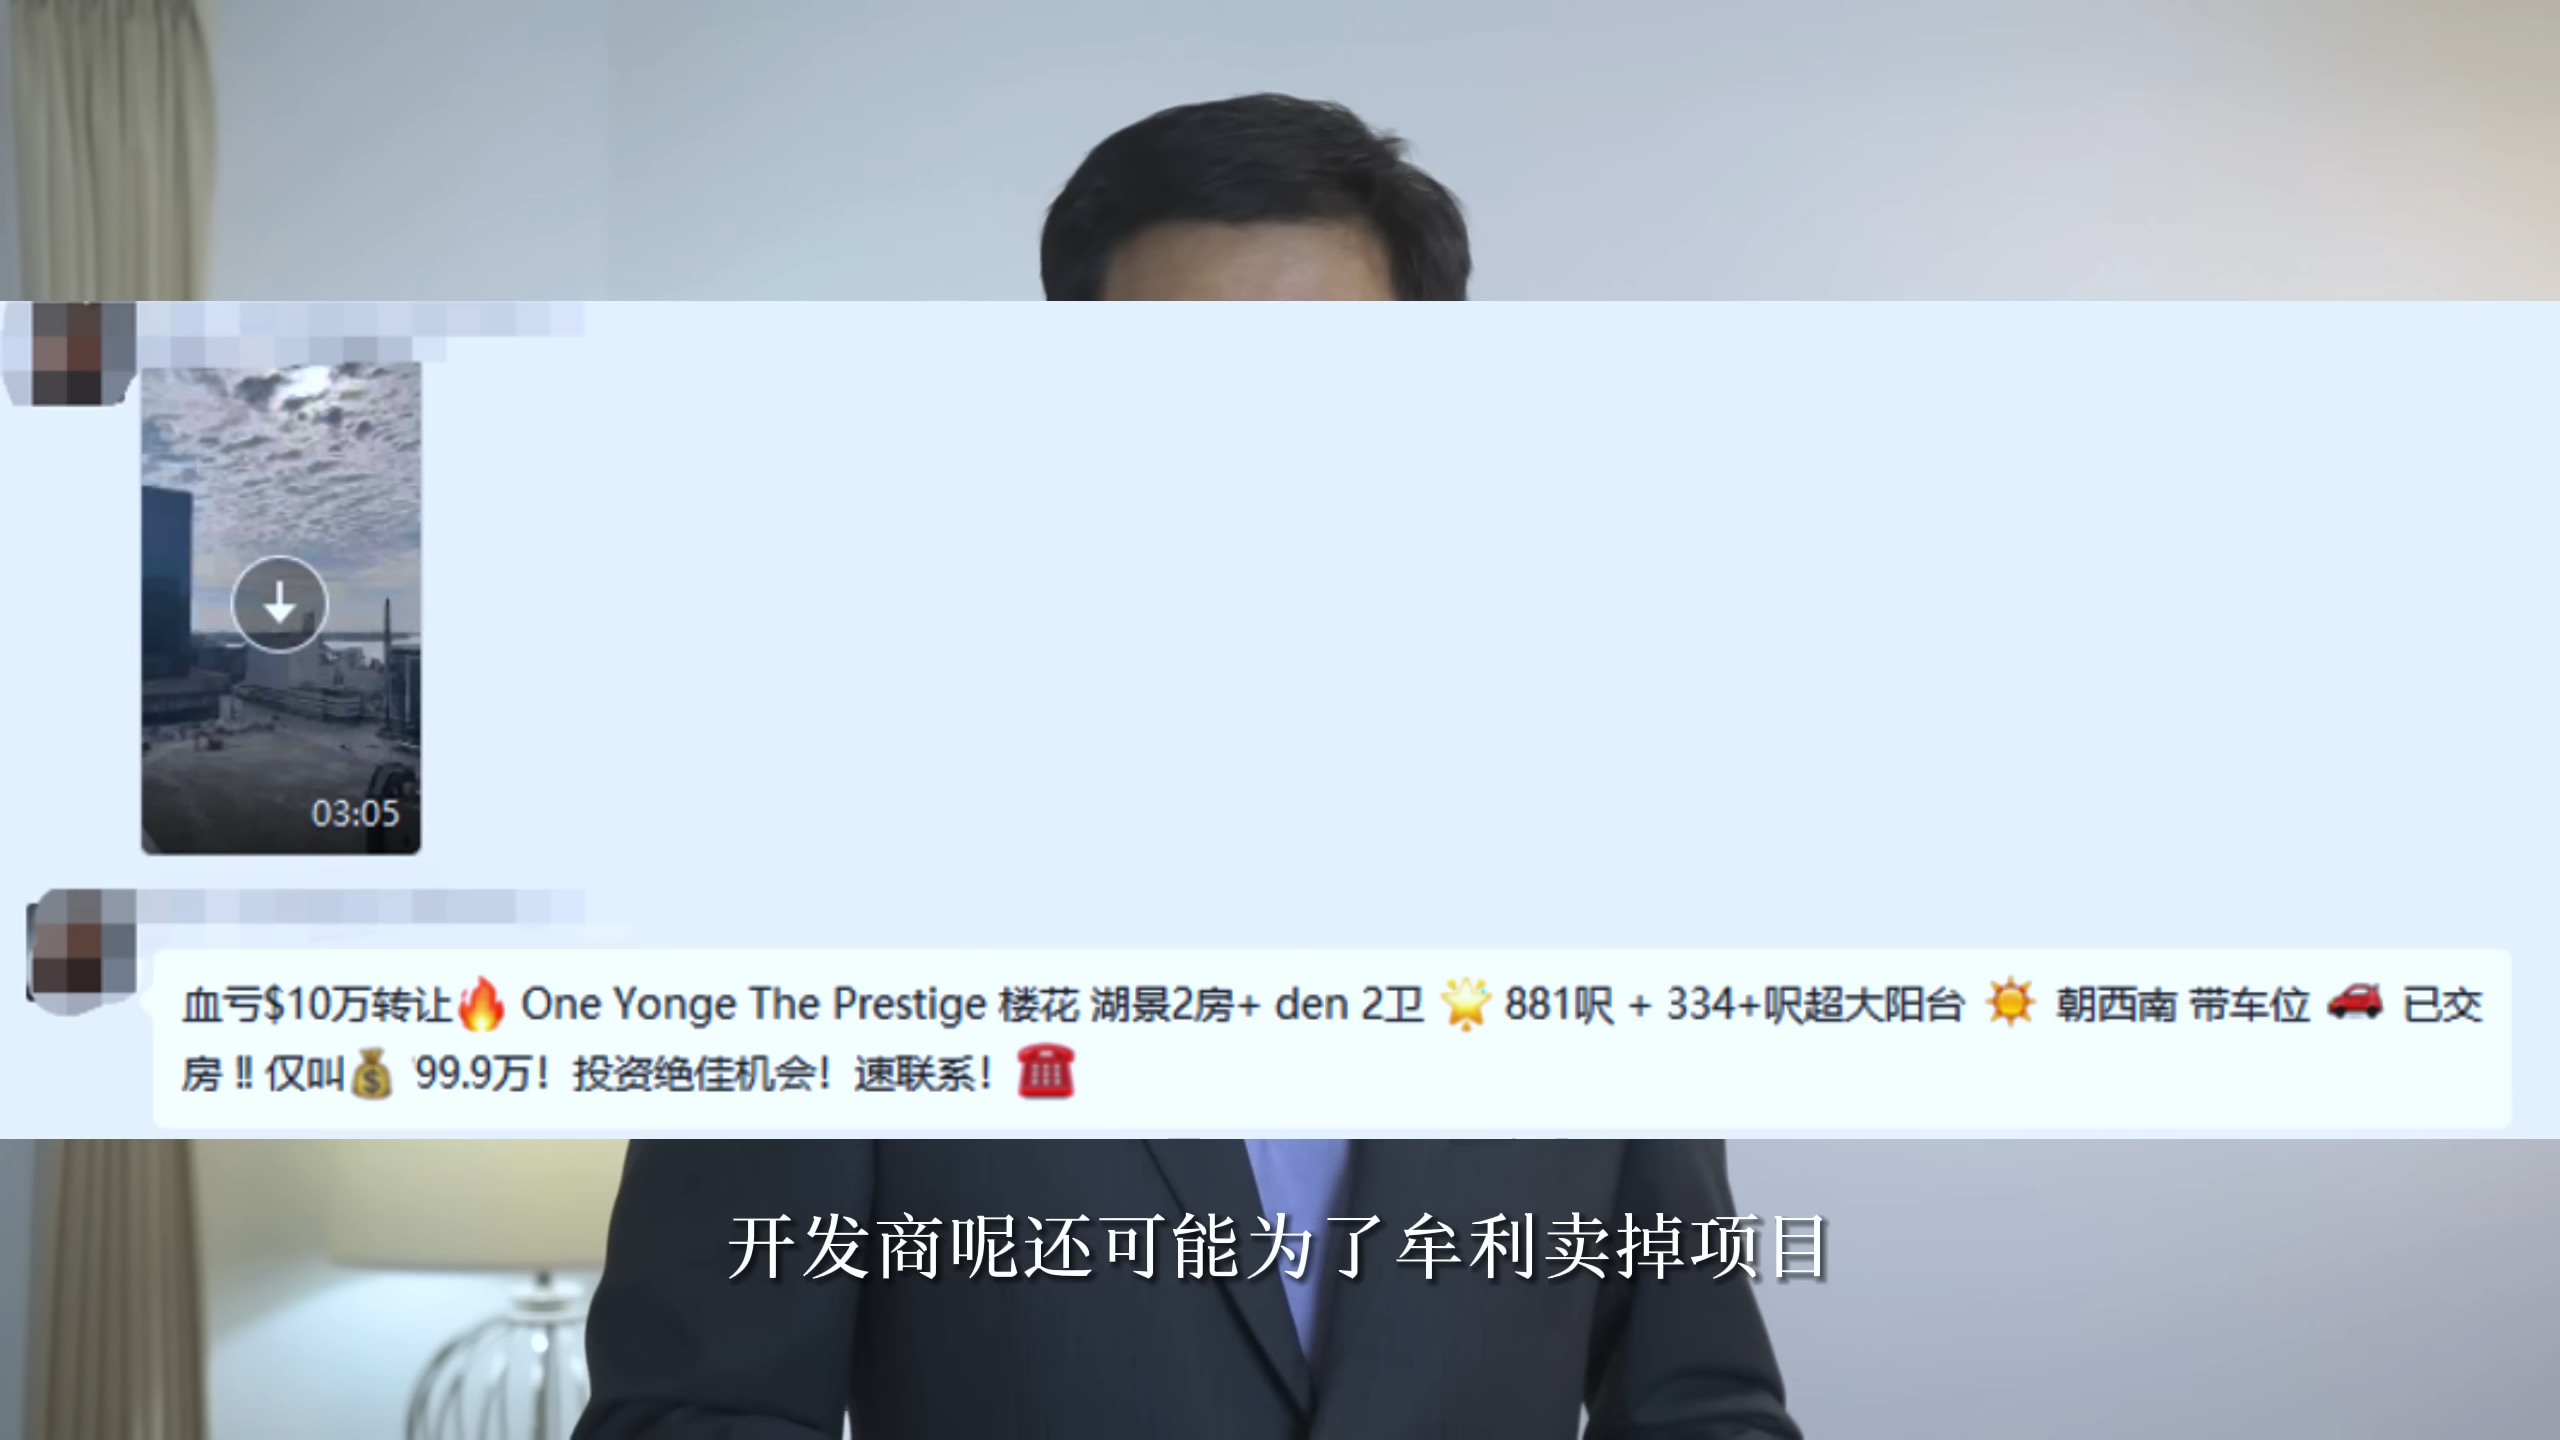 03:05
血亏$10万转让🔥 One Yonge The Prestige 楼花 湖景2房+ den 2卫 🌟 881呎 + 334+呎超大阳台 ☀️ 朝西南 带车位 🚗 已交
房 ‼ 仅叫💰 99.9万！投资绝佳机会！速联系！ ☎️
开发商呢还可能为了牟利卖掉项目